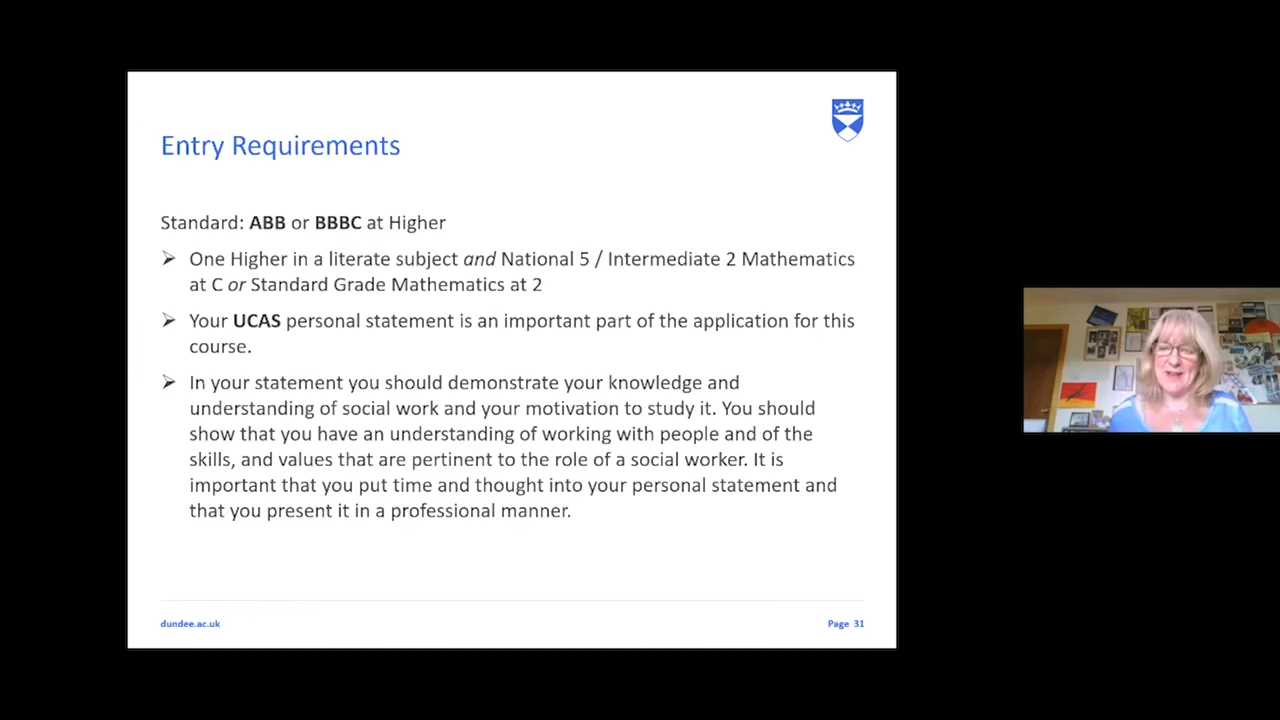 Entry Requirements
Standard: ABB or BBBC at Higher
➢ One Higher in a literate subject and National 5 / Intermediate 2 Mathematics
at C or Standard Grade Mathematics at 2
➢ Your UCAS personal statement is an important part of the application for this
course.
➢ In your statement you should demonstrate your knowledge and
understanding of social work and your motivation to study it. You should
show that you have an understanding of working with people and of the
skills, and values that are pertinent to the role of a social worker. It is
important that you put time and thought into your personal statement and
that you present it in a professional manner.
dundee.ac.uk
Page 31